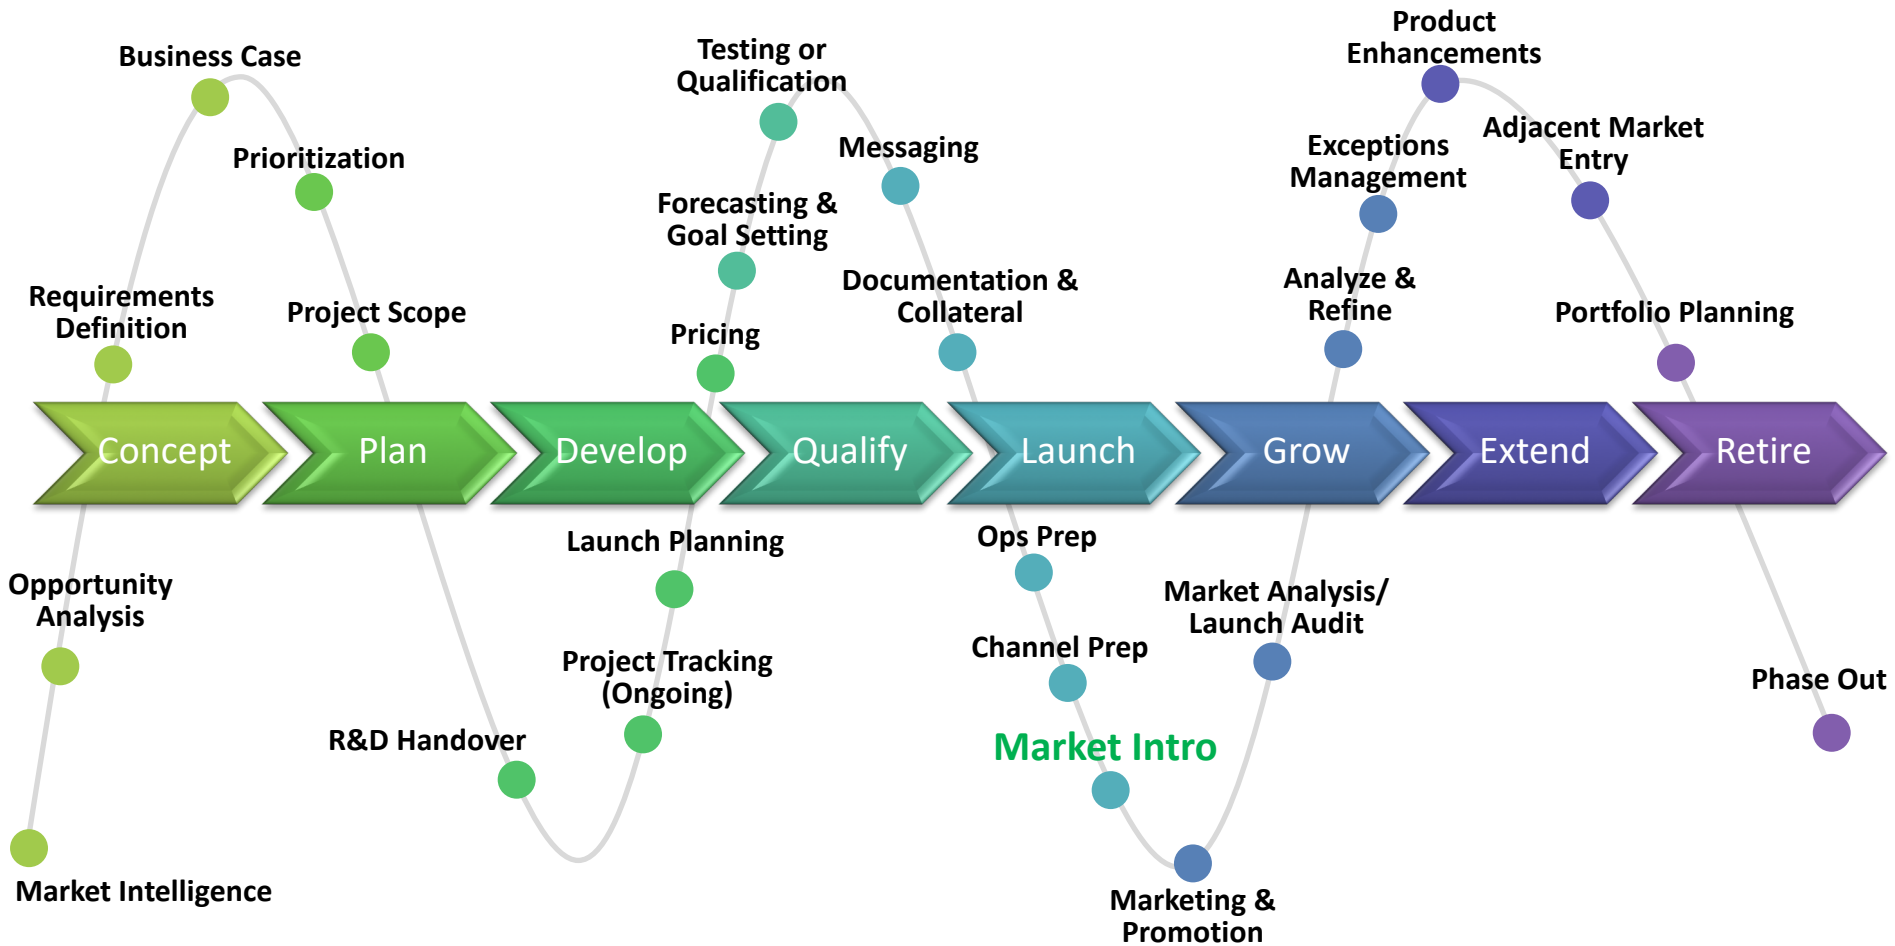 Business Case
Prioritization
Requirements
Definition
Project Scope
Testing or
Qualification
Messaging
Forecasting &
Goal Setting
Documentation &
Collateral
Pricing
Product
Enhancements
Exceptions
Management
Adjacent Market
Entry
Analyze &
Refine
Portfolio Planning
Concept
Plan
Develop
Qualify
Launch
Grow
Extend
Retire
Opportunity
Analysis
Market Intelligence
R&D Handover
Launch Planning
Project Tracking
(Ongoing)
Ops Prep
Channel Prep
Market Intro
Marketing &
Promotion
Market Analysis/
Launch Audit
Phase Out